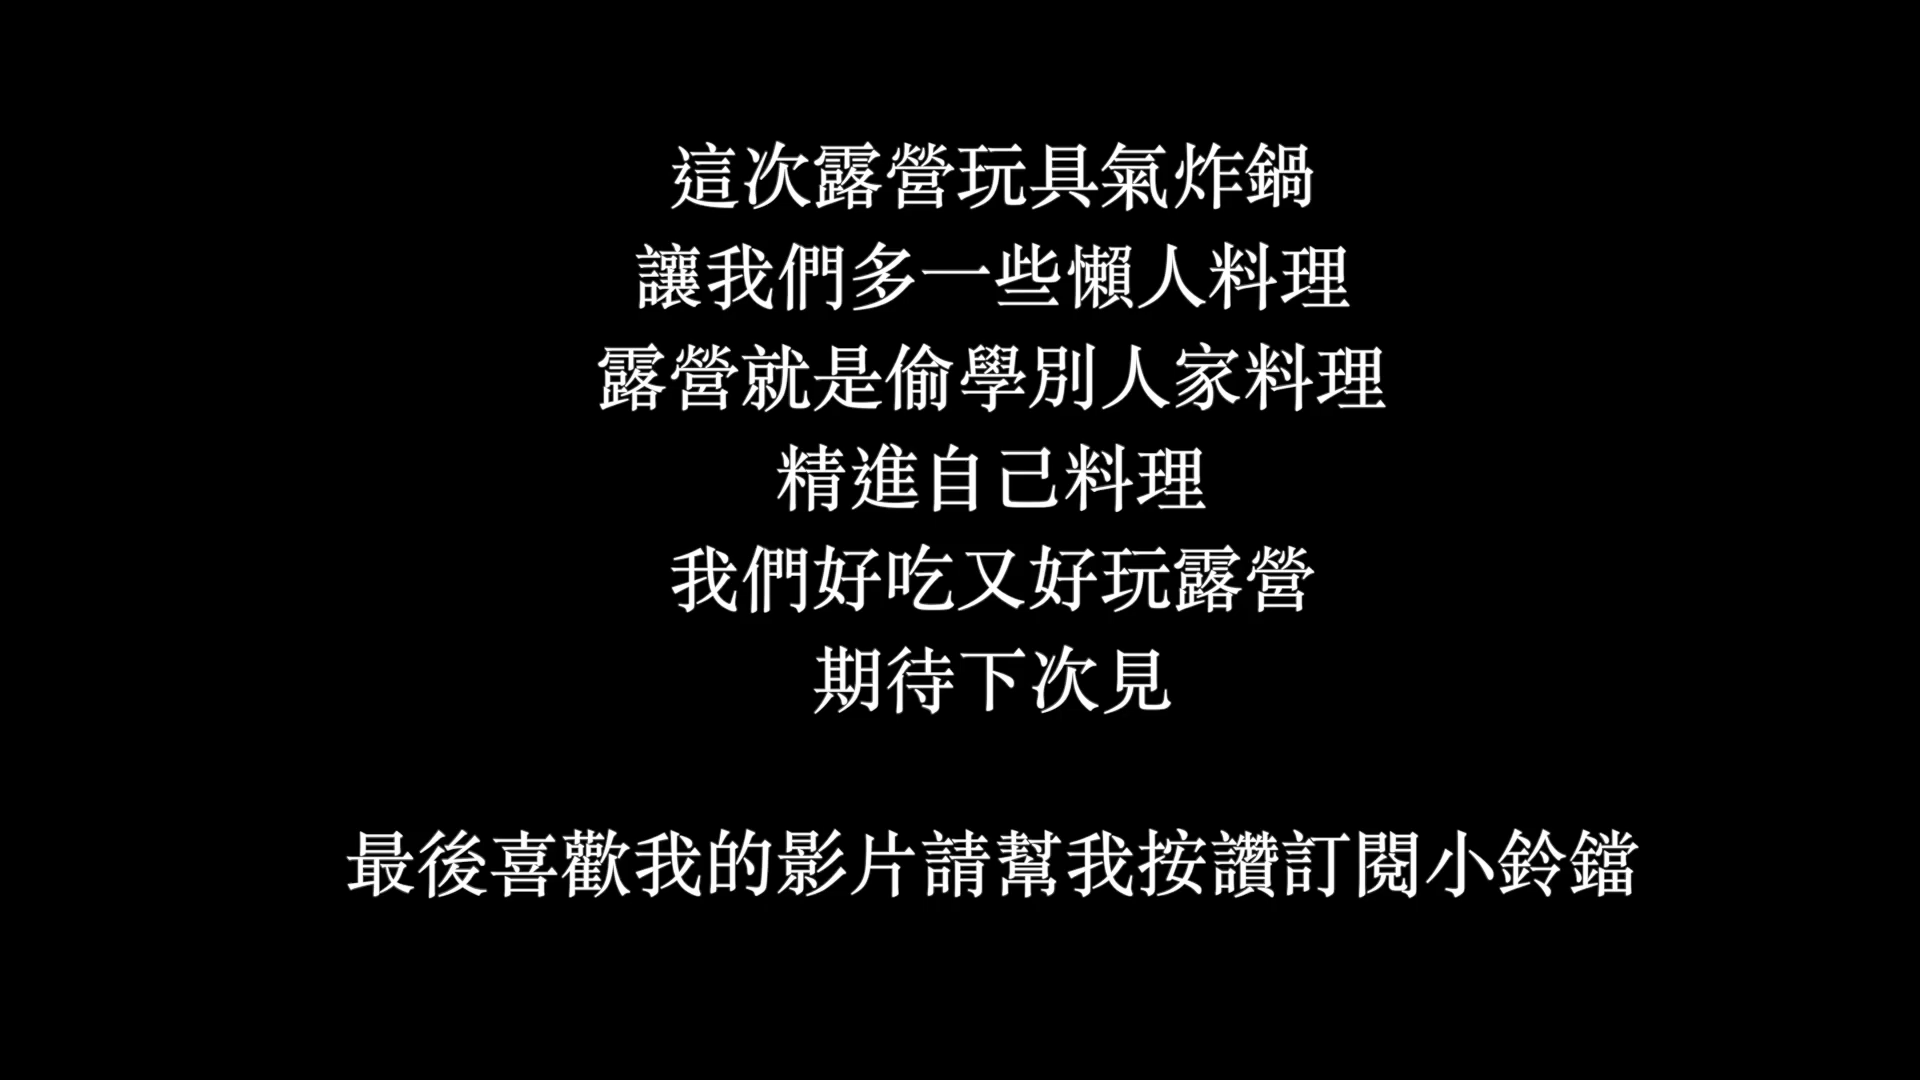 這次露營玩具氣炸鍋
讓我們多一些懶人料理
露營就是偷學別人家料理
精進自己料理
我們好吃又好玩露營
期待下次見
最後喜歡我的影片請幫我按讚訂閱小鈴鐺